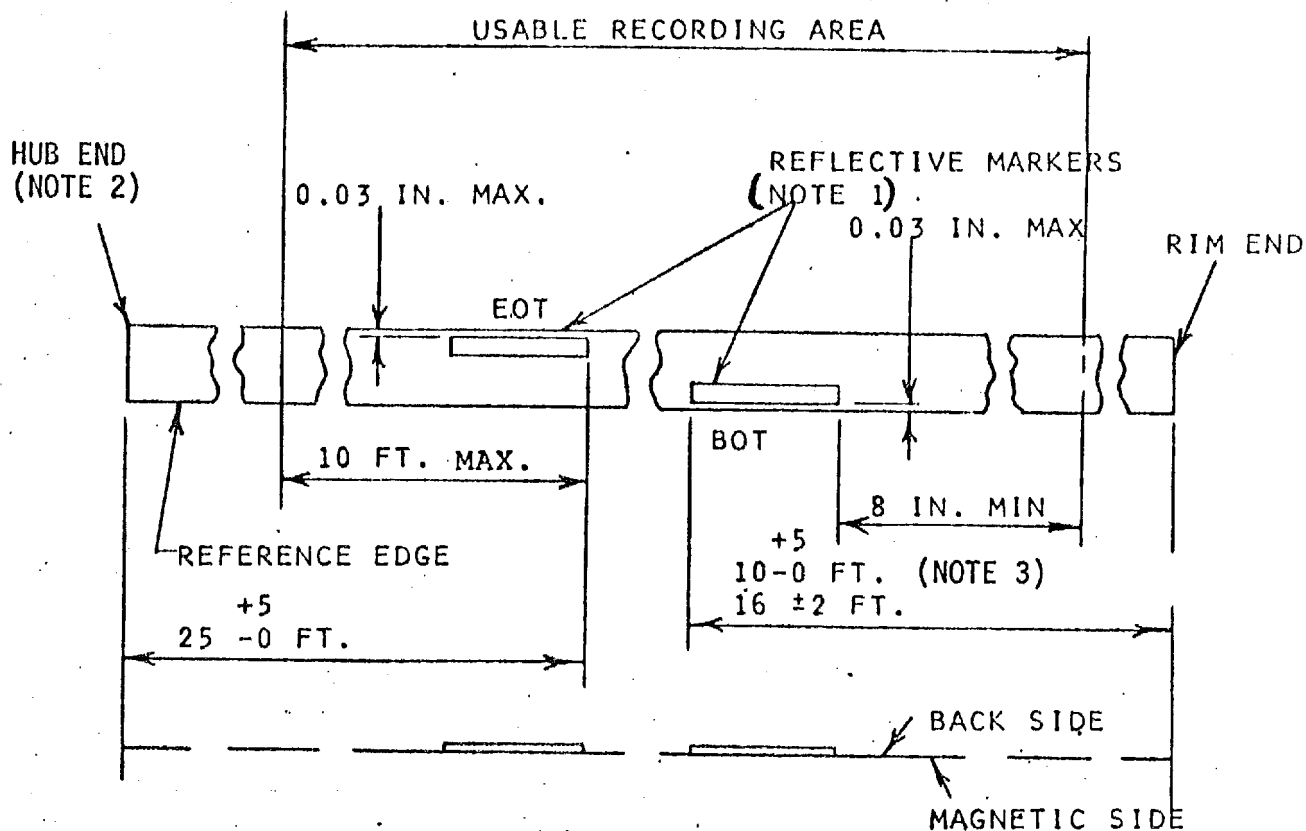 USABLE RECORDING AREA
HUB END
(NOTE 2)
REFLECTIVE MARKERS
(NOTE 1)
0.03 IN. MAX.
0.03 IN. MAX
RIM END
EOT
BOT
10 FT. MAX.
8 IN. MIN
REFERENCE EDGE
+5
10-0 FT. (NOTE 3)
16 ±2 FT.
+5
25 -0 FT.
BACK SIDE
MAGNETIC SIDE